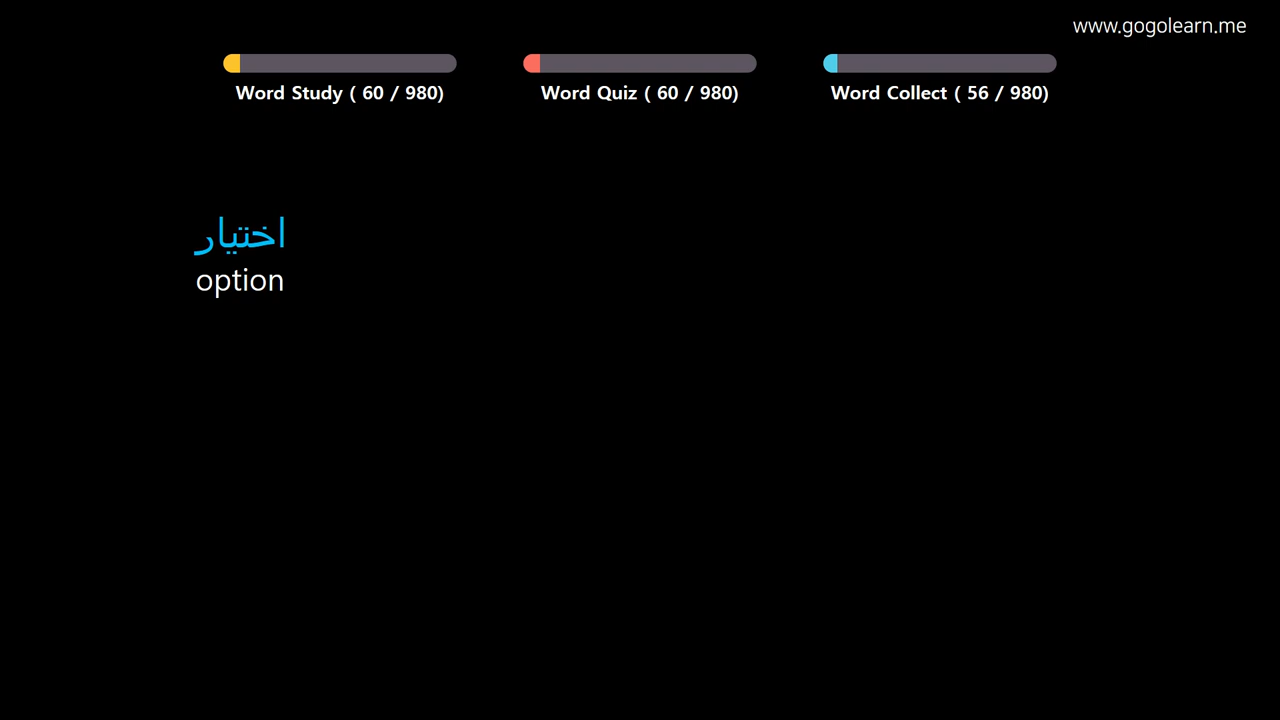 www.gogolearn.me
Word Study ( 60 / 980)
Word Quiz ( 60 / 980)
Word Collect ( 56 / 980)
اختيار
option